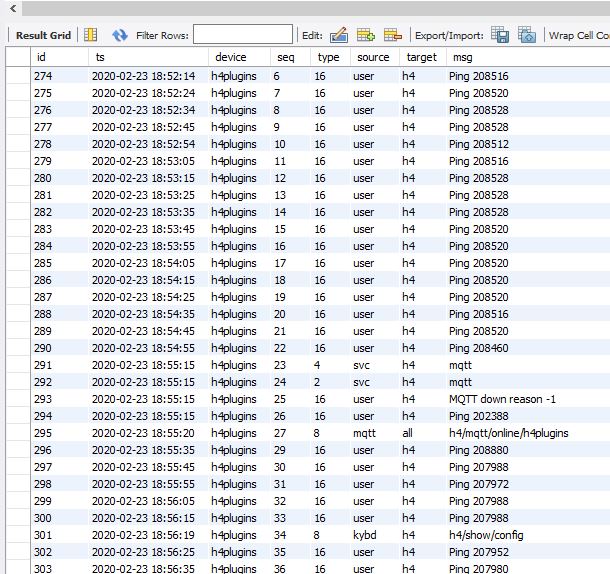 Result Grid Filter Rows: Edit: Export/Import: Wrap Cell Co
id ts device seq type source target msg
274 2020-02-23 18:52:14 h4plugins 6 16 user h4 Ping 208516
275 2020-02-23 18:52:24 h4plugins 7 16 user h4 Ping 208520
276 2020-02-23 18:52:34 h4plugins 8 16 user h4 Ping 208528
277 2020-02-23 18:52:45 h4plugins 9 16 user h4 Ping 208528
278 2020-02-23 18:52:54 h4plugins 10 16 user h4 Ping 208512
279 2020-02-23 18:53:05 h4plugins 11 16 user h4 Ping 208516
280 2020-02-23 18:53:15 h4plugins 12 16 user h4 Ping 208528
281 2020-02-23 18:53:25 h4plugins 13 16 user h4 Ping 208528
282 2020-02-23 18:53:35 h4plugins 14 16 user h4 Ping 208528
283 2020-02-23 18:53:45 h4plugins 15 16 user h4 Ping 208520
284 2020-02-23 18:53:55 h4plugins 16 16 user h4 Ping 208520
285 2020-02-23 18:54:05 h4plugins 17 16 user h4 Ping 208520
286 2020-02-23 18:54:15 h4plugins 18 16 user h4 Ping 208520
287 2020-02-23 18:54:25 h4plugins 19 16 user h4 Ping 208520
288 2020-02-23 18:54:35 h4plugins 20 16 user h4 Ping 208516
289 2020-02-23 18:54:45 h4plugins 21 16 user h4 Ping 208520
290 2020-02-23 18:54:55 h4plugins 22 16 user h4 Ping 208460
291 2020-02-23 18:55:15 h4plugins 23 4 svc h4 mqtt
292 2020-02-23 18:55:15 h4plugins 24 2 svc h4 mqtt
293 2020-02-23 18:55:15 h4plugins 25 16 user h4 MQTT down reason -1
294 2020-02-23 18:55:15 h4plugins 26 16 user h4 Ping 202388
295 2020-02-23 18:55:20 h4plugins 27 8 mqtt all h4/mqtt/online/h4plugins
296 2020-02-23 18:55:35 h4plugins 29 16 user h4 Ping 208880
297 2020-02-23 18:55:45 h4plugins 30 16 user h4 Ping 207988
298 2020-02-23 18:55:55 h4plugins 31 16 user h4 Ping 207972
299 2020-02-23 18:56:05 h4plugins 32 16 user h4 Ping 207988
300 2020-02-23 18:56:15 h4plugins 33 16 user h4 Ping 207988
301 2020-02-23 18:56:19 h4plugins 34 8 kybd h4 h4/show/config
302 2020-02-23 18:56:25 h4plugins 35 16 user h4 Ping 207952
303 2020-02-23 18:56:35 h4plugins 36 16 user h4 Ping 207980